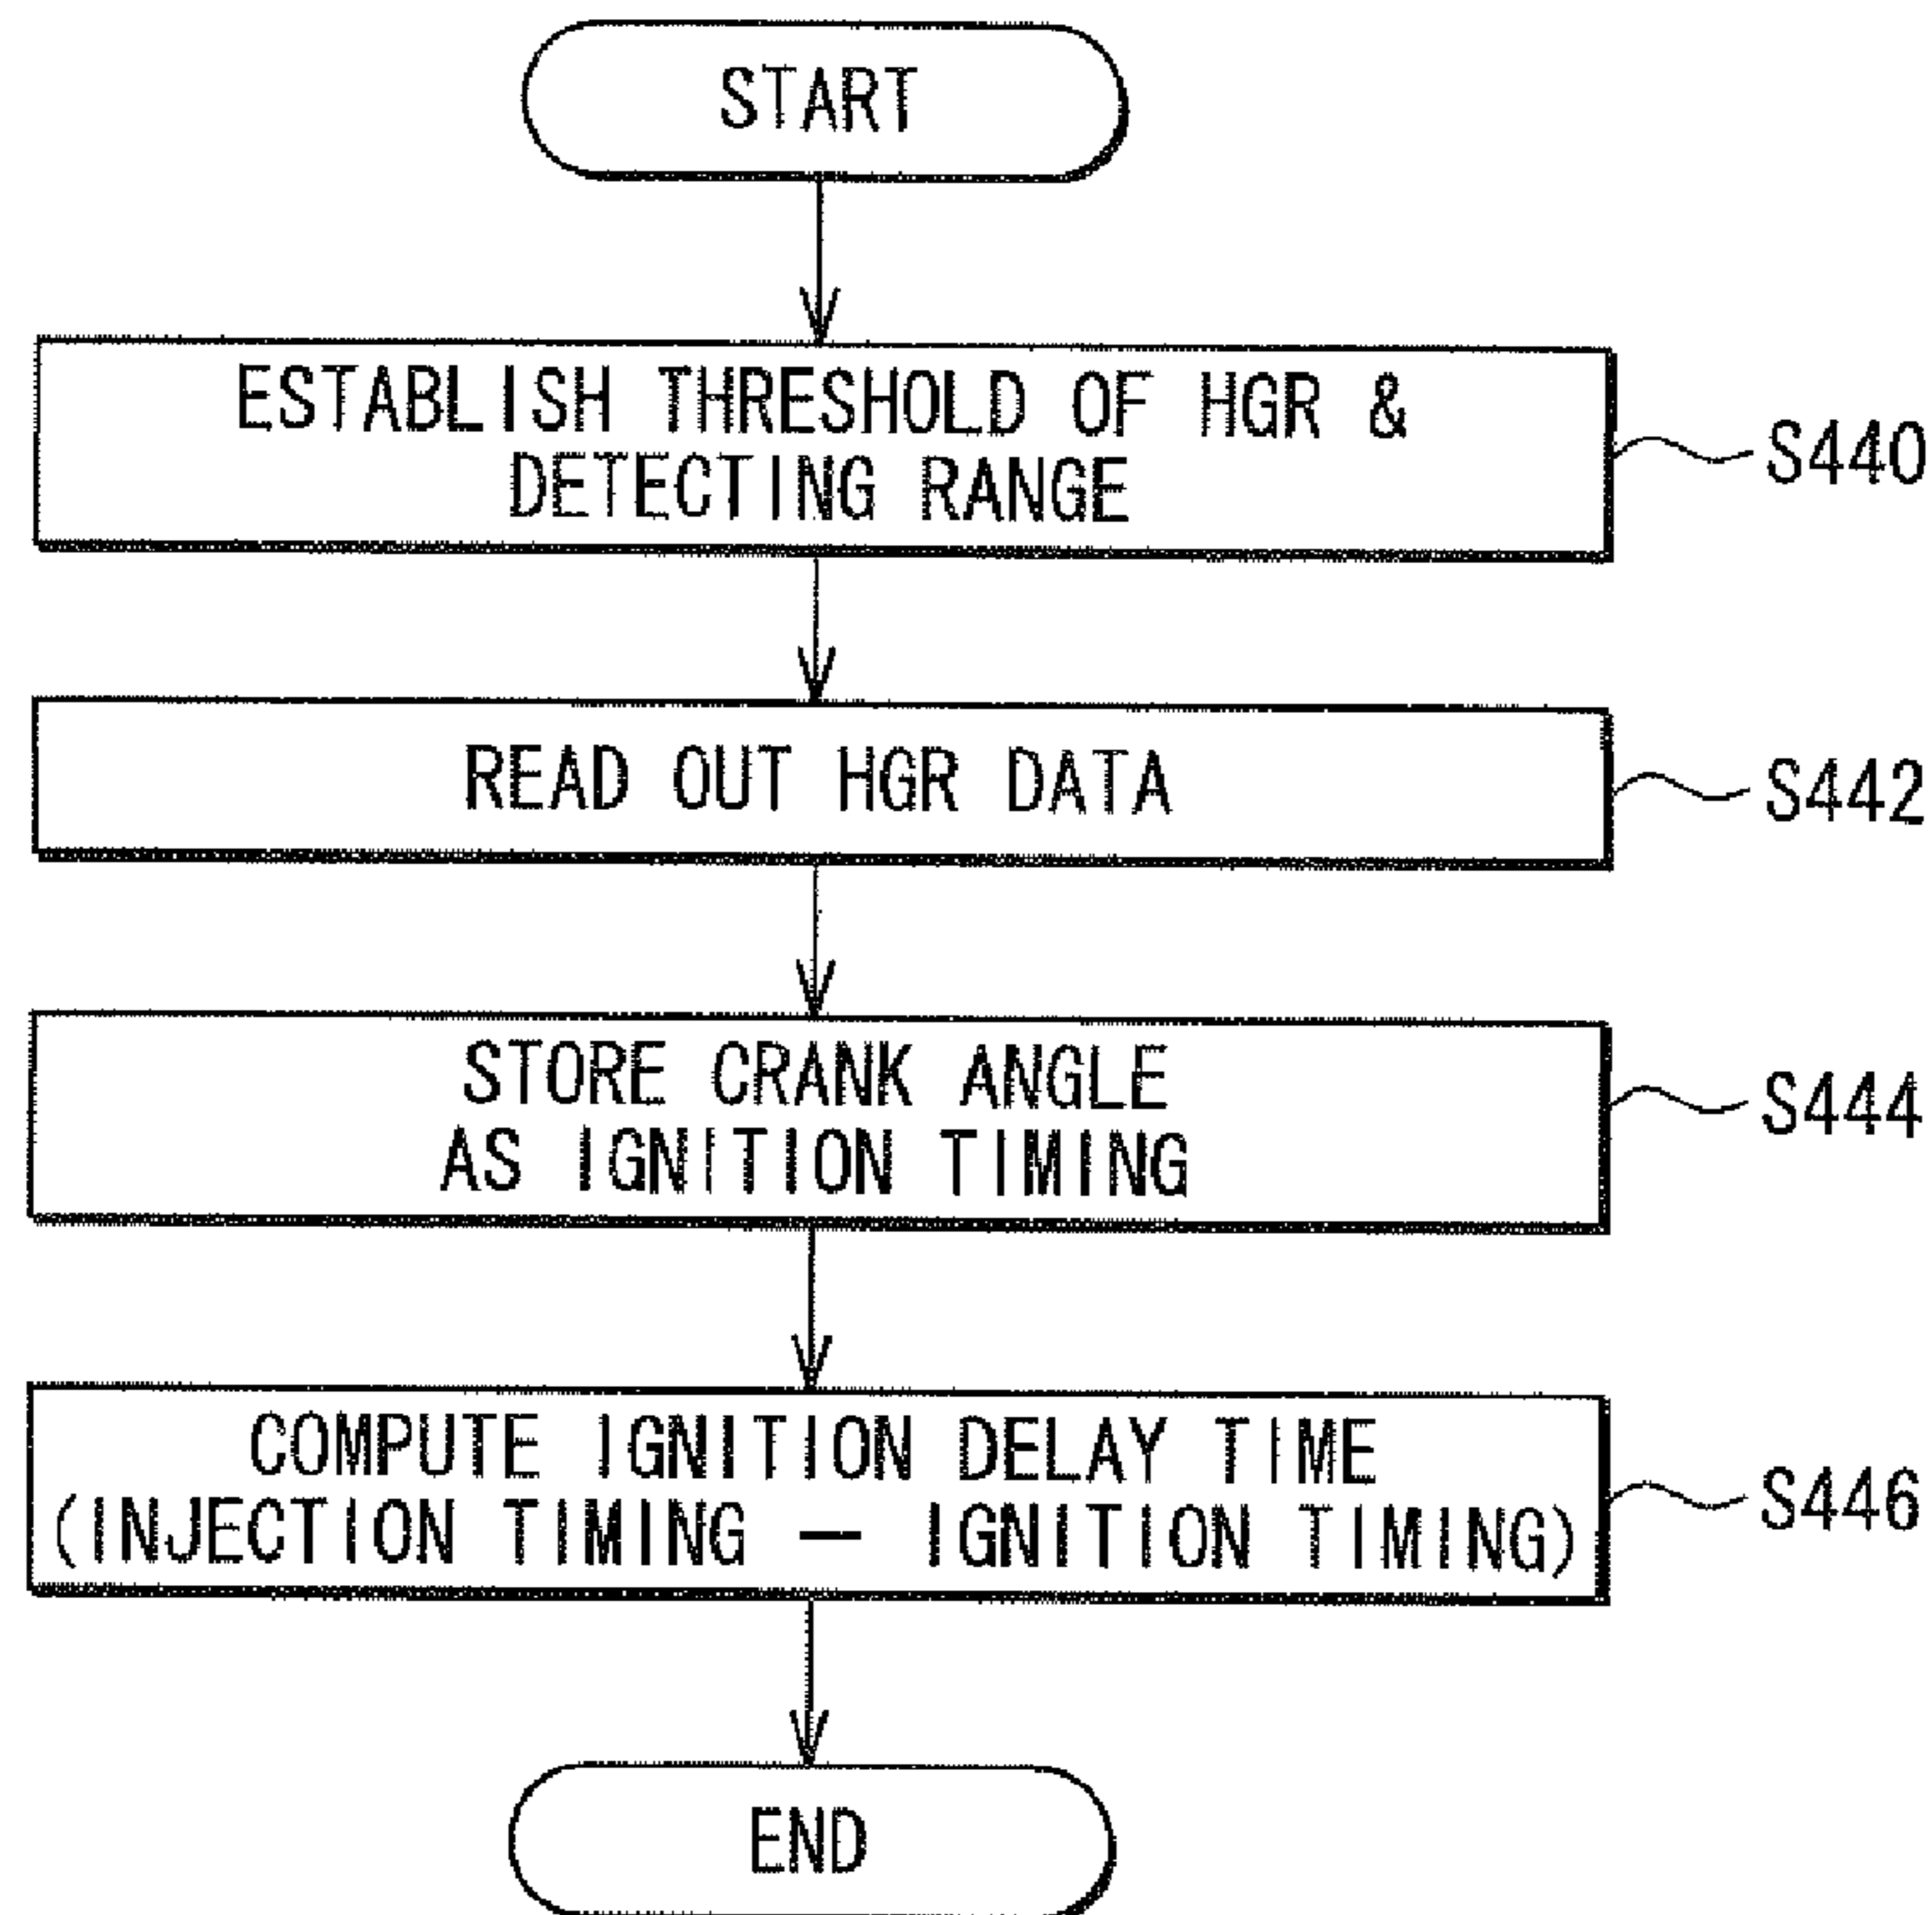 START
ESTABLISH THRESHOLD OF HGR &
DETECTING RANGE
S440
READ OUT HGR DATA
S442
STORE CRANK ANGLE
AS IGNITION TIMING
S444
COMPUTE IGNITION DELAY TIME
(INJECTION TIMING — IGNITION TIMING)
S446
END